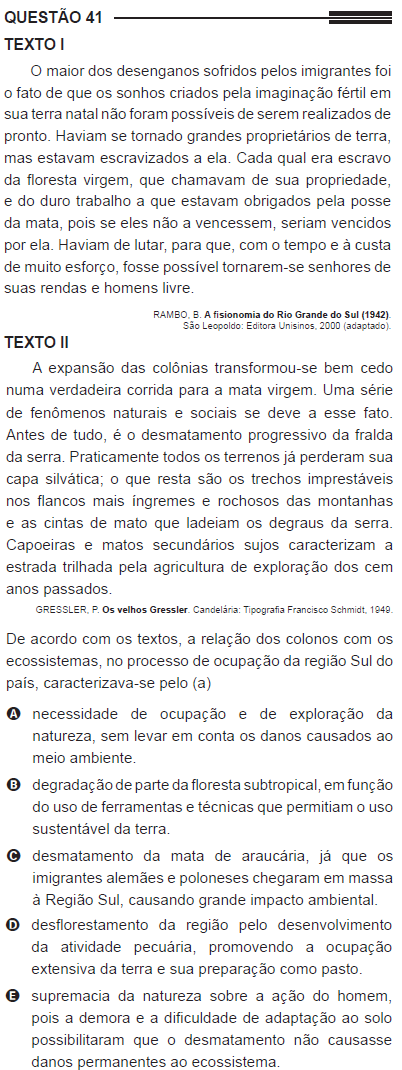 QUESTÃO 41
TEXTO I
O maior dos desenganos sofridos pelos imigrantes foi
o fato de que os sonhos criados pela imaginação fértil em
sua terra natal não foram possíveis de serem realizados de
pronto. Haviam se tornado grandes proprietários de terra,
mas estavam escravizados a ela. Cada qual era escravo
da floresta virgem, que chamavam de sua propriedade,
e do duro trabalho a que estavam obrigados pela posse
da mata, pois se eles não a vencessem, seriam vencidos
por ela. Haviam de lutar, para que, com o tempo e à custa
de muito esforço, fosse possível tornarem-se senhores de
suas rendas e homens livre.
RAMBO, B. A fisionomia do Rio Grande do Sul (1942).
São Leopoldo: Editora Unisinos, 2000 (adaptado).
TEXTO II
A expansão das colônias transformou-se bem cedo
numa verdadeira corrida para a mata virgem. Uma série
de fenômenos naturais e sociais se deve a esse fato.
Antes de tudo, é o desmatamento progressivo da fralda
da serra. Praticamente todos os terrenos já perderam sua
capa silvática; o que resta são os trechos imprestáveis
nos flancos mais íngremes e rochosos das montanhas
e as cintas de mato que ladeiam os degraus da serra.
Capoeiras e matos secundários sujos caracterizam a
estrada trilhada pela agricultura de exploração dos cem
anos passados.
GRESSLER, P. Os velhos Gressler. Candelária: Tipografia Francisco Schmidt, 1949.
De acordo com os textos, a relação dos colonos com os
ecossistemas, no processo de ocupação da região Sul do
país, caracterizava-se pelo (a)
A necessidade de ocupação e de exploração da
natureza, sem levar em conta os danos causados ao
meio ambiente.
B degradação de parte da floresta subtropical, em função
do uso de ferramentas e técnicas que permitiam o uso
sustentável da terra.
C desmatamento da mata de araucária, já que os
imigrantes alemães e poloneses chegaram em massa
à Região Sul, causando grande impacto ambiental.
D desflorestamento da região pelo desenvolvimento
da atividade pecuária, promovendo a ocupação
extensiva da terra e sua preparação como pasto.
E supremacia da natureza sobre a ação do homem,
pois a demora e a dificuldade de adaptação ao solo
possibilitaram que o desmatamento não causasse
danos permanentes ao ecossistema.